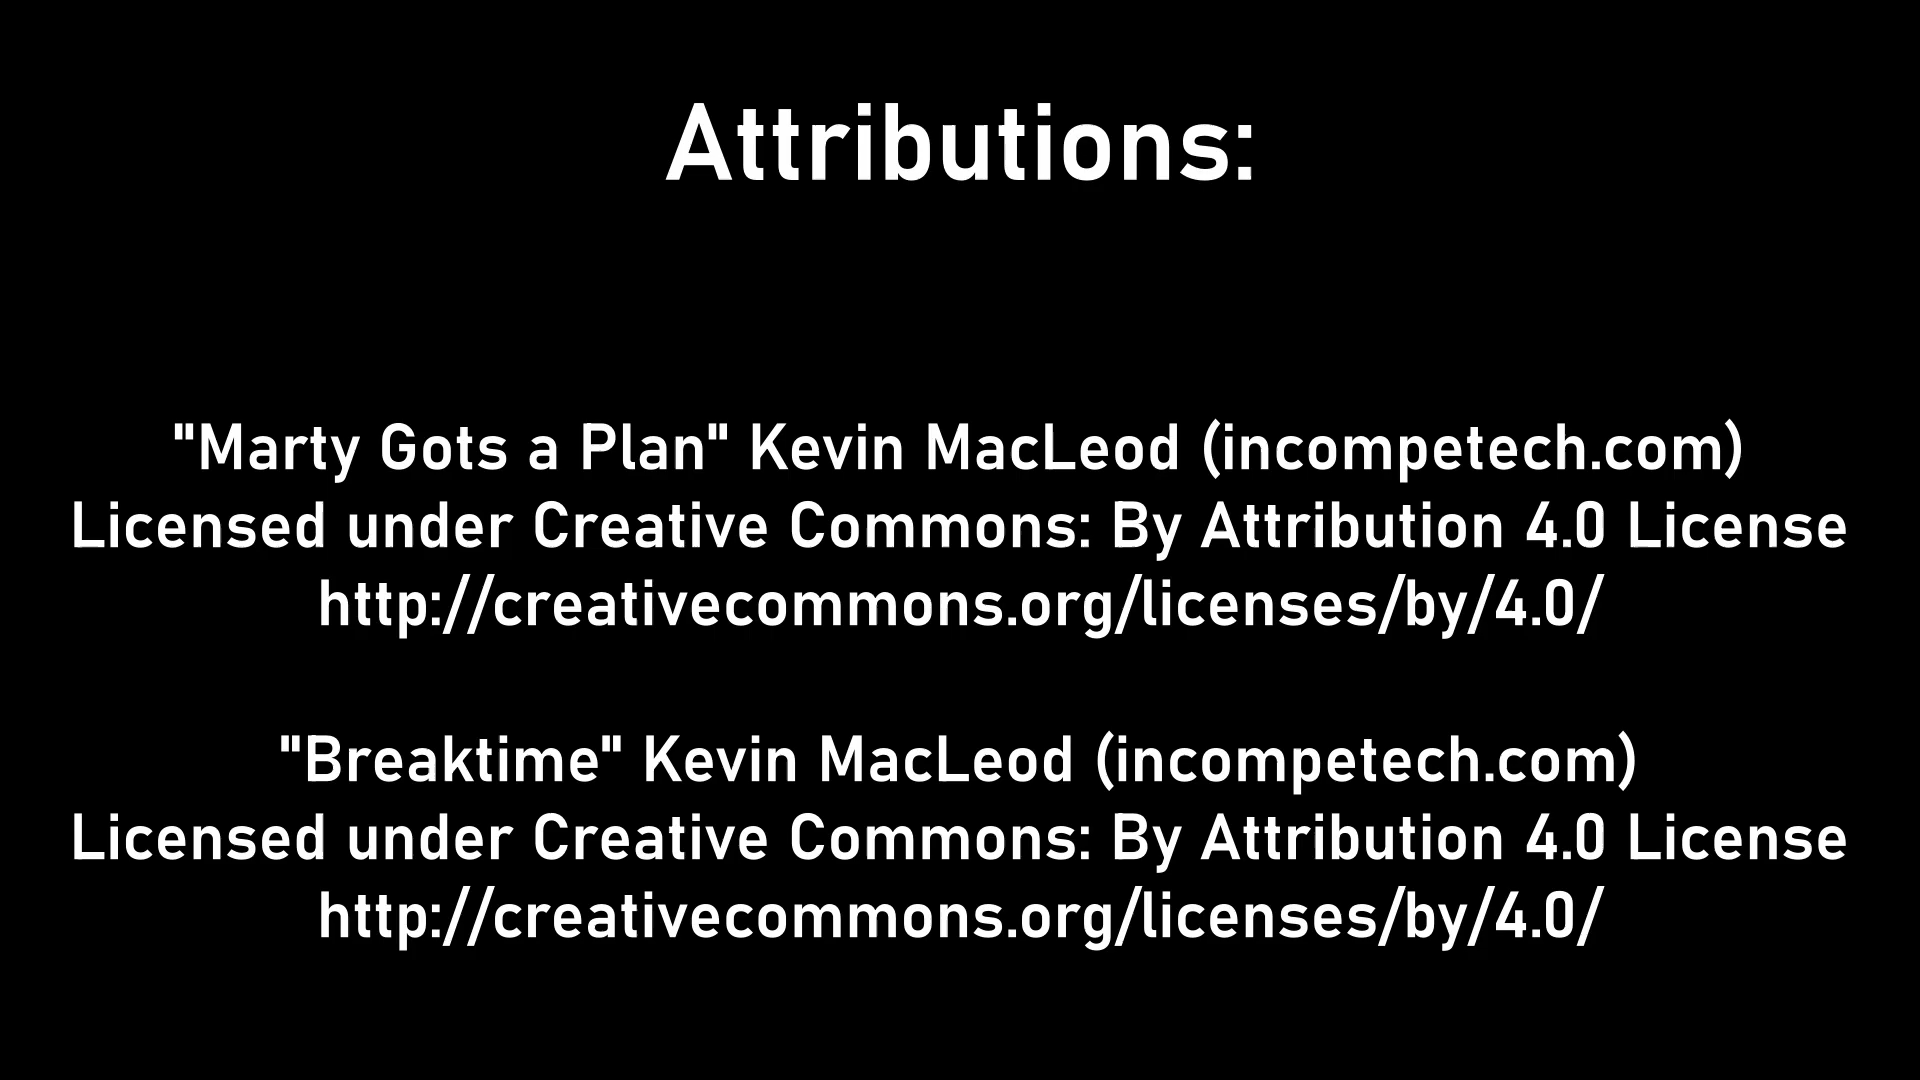 Attributions:
"Marty Gots a Plan" Kevin MacLeod (incompetech.com)
Licensed under Creative Commons: By Attribution 4.0 License
http://creativecommons.org/licenses/by/4.0/
"Breaktime" Kevin MacLeod (incompetech.com)
Licensed under Creative Commons: By Attribution 4.0 License
http://creativecommons.org/licenses/by/4.0/